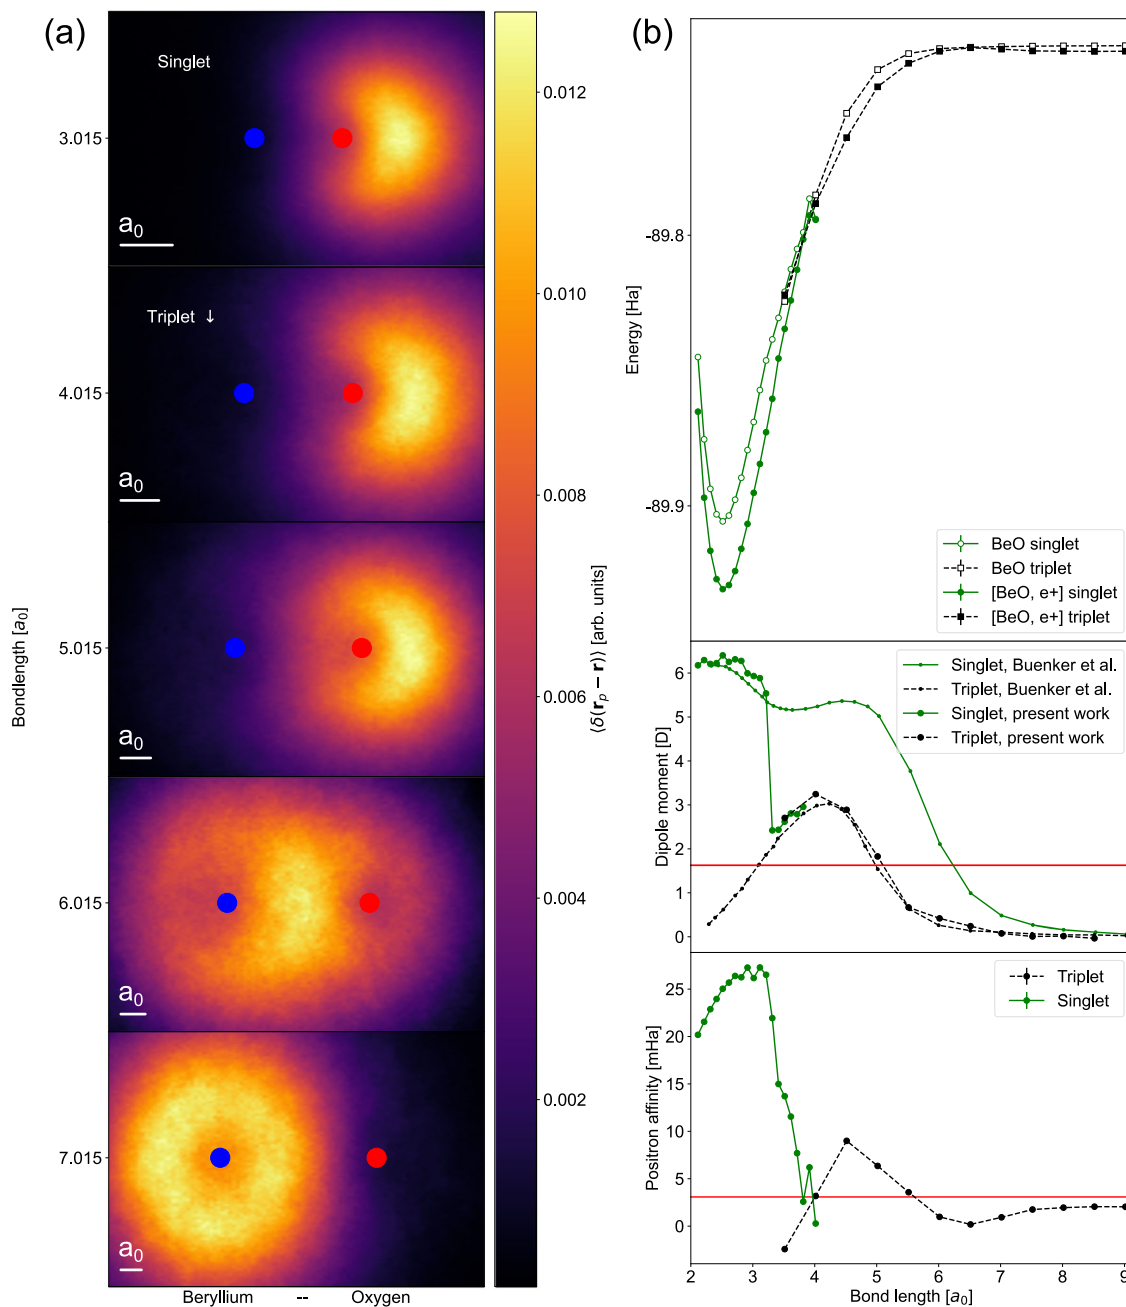 (a)
Singlet
3.015
a0
Triplet ↓
4.015
a0
Bondlength [a0]
5.015
a0
6.015
a0
7.015
a0
Beryllium -- Oxygen
0.012
0.010
0.008
0.006
0.004
0.002
⟨δ(rp − r)⟩ [arb. units]
(b)
Energy [Ha]
-89.8
-89.9
BeO singlet
BeO triplet
[BeO, e+] singlet
[BeO, e+] triplet
Dipole moment [D]
6
5
4
3
2
1
0
Singlet, Buenker et al.
Triplet, Buenker et al.
Singlet, present work
Triplet, present work
Positron affinity [mHa]
25
20
15
10
5
0
Triplet
Singlet
2 3 4 5 6 7 8 9
Bond length [a0]